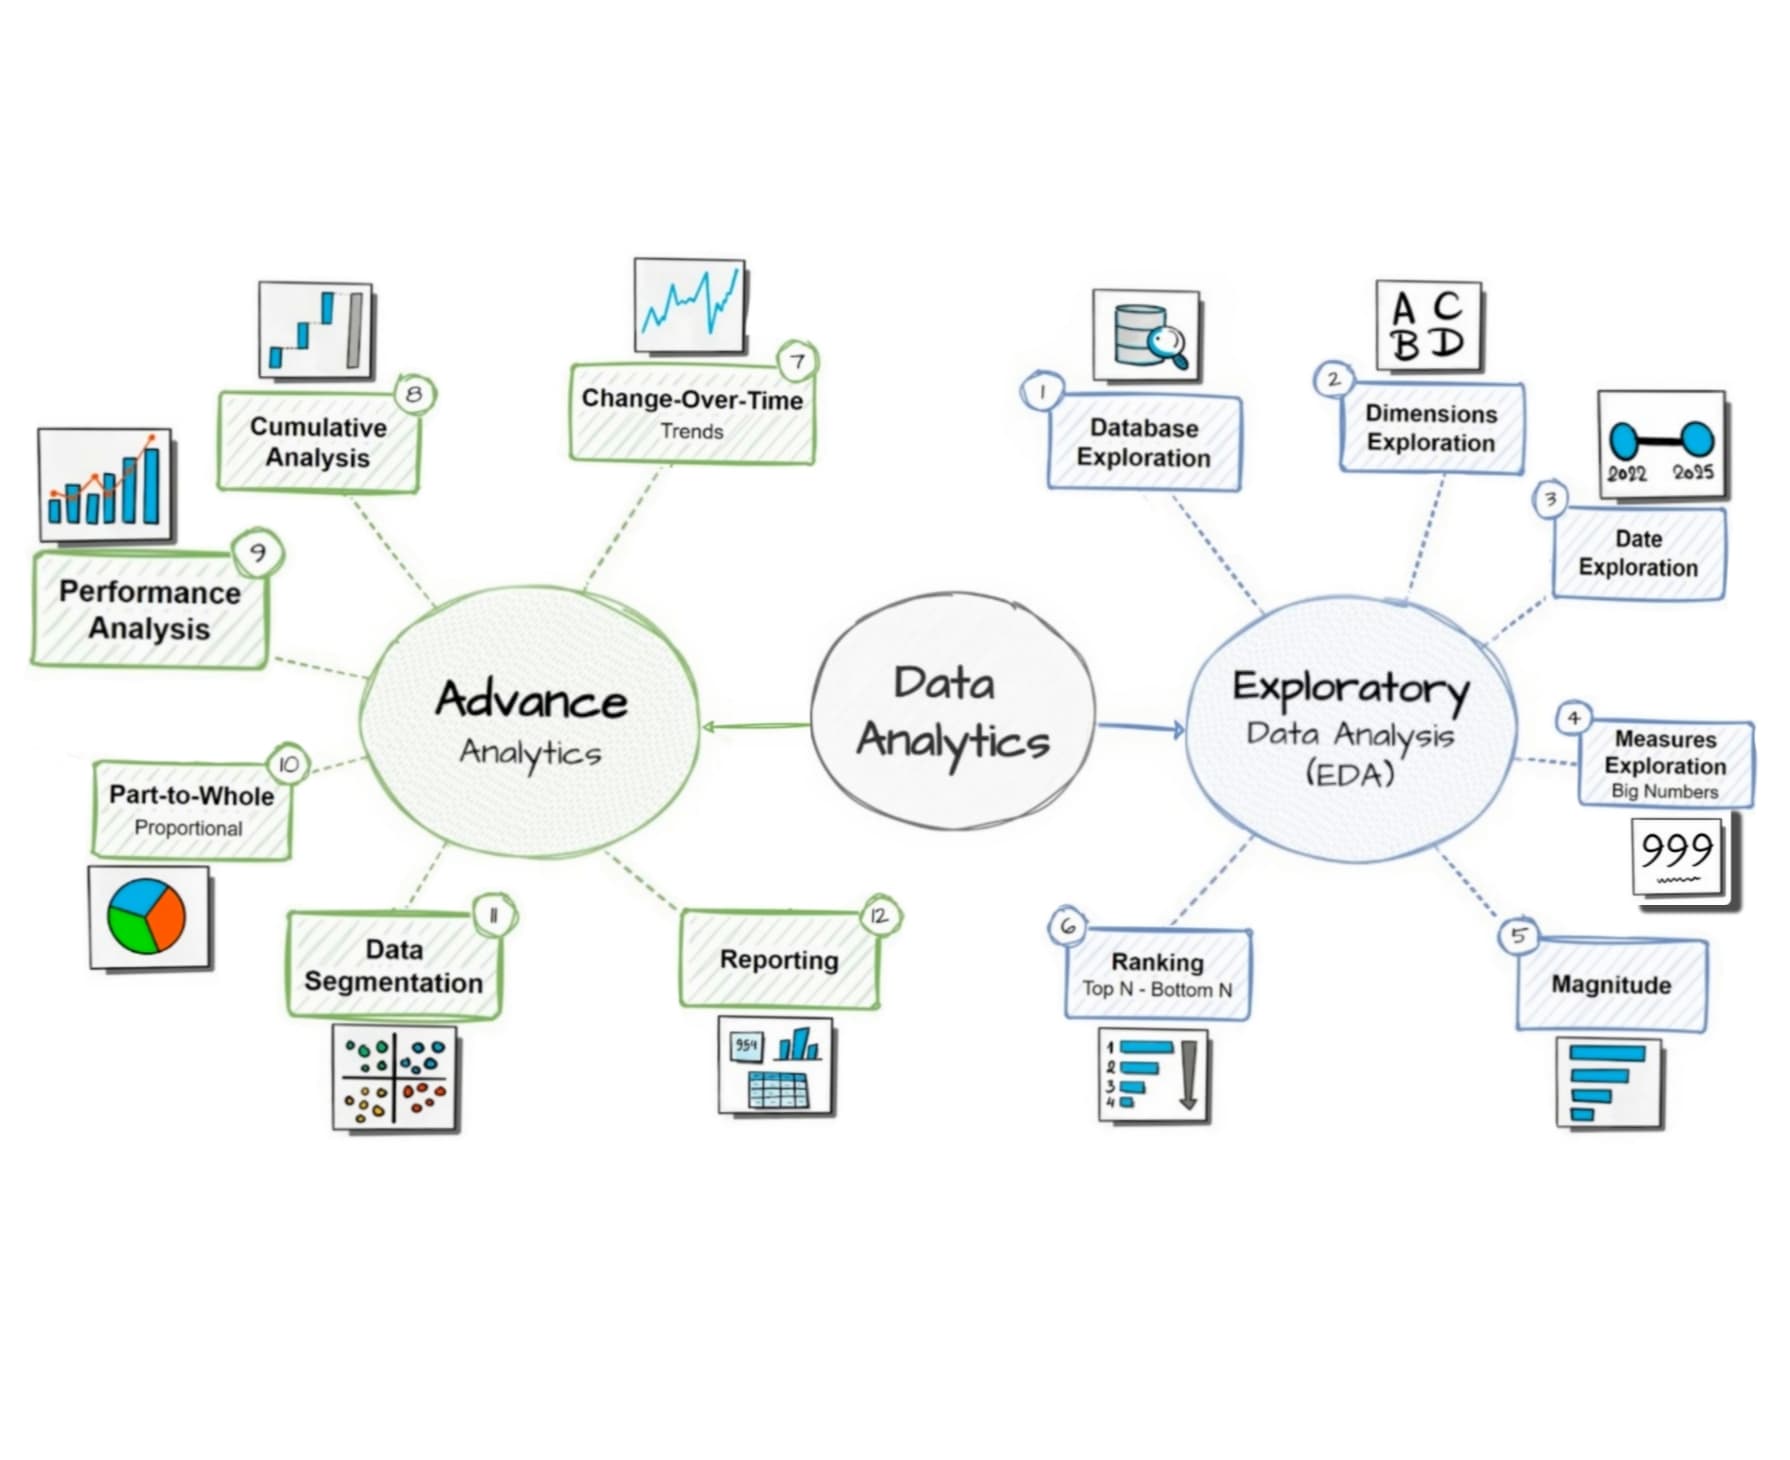 Data
Analytics
Exploratory
Data Analysis
(EDA)
1
Database
Exploration
A C
B D
2
Dimensions
Exploration
2022 2025
3
Date
Exploration
4
Measures
Exploration
Big Numbers
999
5
Magnitude
6
Ranking
Top N - Bottom N
1
2
3
4
Advance
Analytics
7
Change-Over-Time
Trends
8
Cumulative
Analysis
9
Performance
Analysis
10
Part-to-Whole
Proportional
11
Data
Segmentation
12
Reporting
954